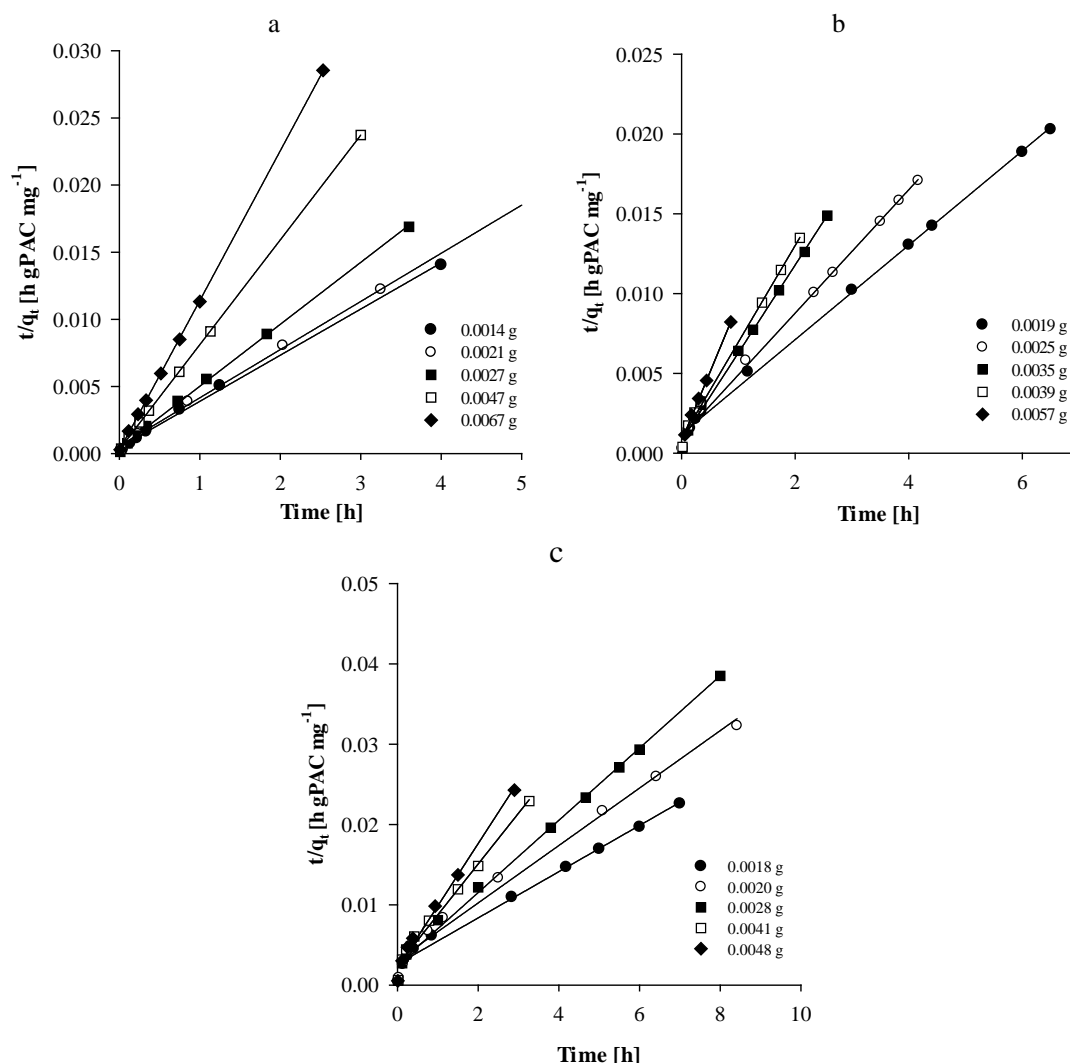 a
0.030
0.025
0.020
0.015
0.010
0.005
0.000
t/qt [h gPAC mg-1]
0 1 2 3 4 5
Time [h]
0.0014 g
0.0021 g
0.0027 g
0.0047 g
0.0067 g
b
0.025
0.020
0.015
0.010
0.005
0.000
t/qt [h gPAC mg-1]
0 2 4 6
Time [h]
0.0019 g
0.0025 g
0.0035 g
0.0039 g
0.0057 g
c
0.05
0.04
0.03
0.02
0.01
0.00
t/qt [h gPAC mg-1]
0 2 4 6 8 10
Time [h]
0.0018 g
0.0020 g
0.0028 g
0.0041 g
0.0048 g